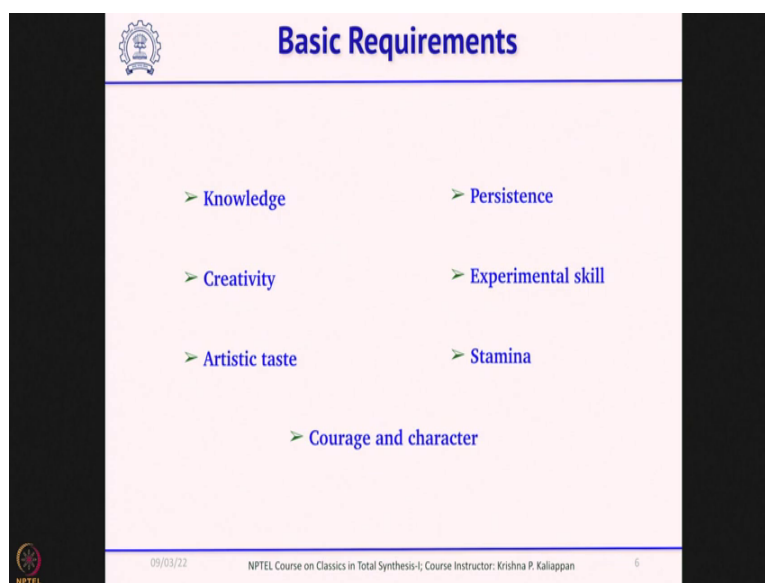 Basic Requirements
➢ Knowledge
➢ Persistence
➢ Creativity
➢ Experimental skill
➢ Artistic taste
➢ Stamina
➢ Courage and character
09/03/22
NPTEL Course on Classics in Total Synthesis-I; Course Instructor: Krishna P. Kaliappan
6
NPTEL